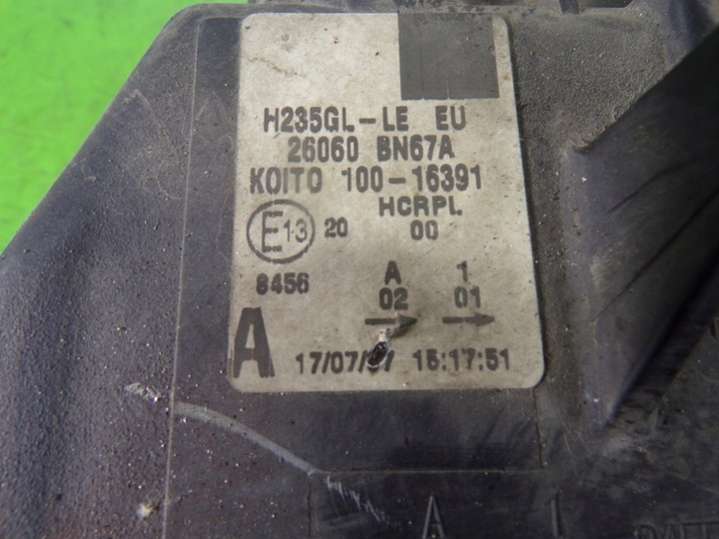 H235GL-LE EU
26060 BN67A
KOITO 100-16391
HCRPL
E13 20 00
8456 A 1
02 01
A 15:17:51
A 1